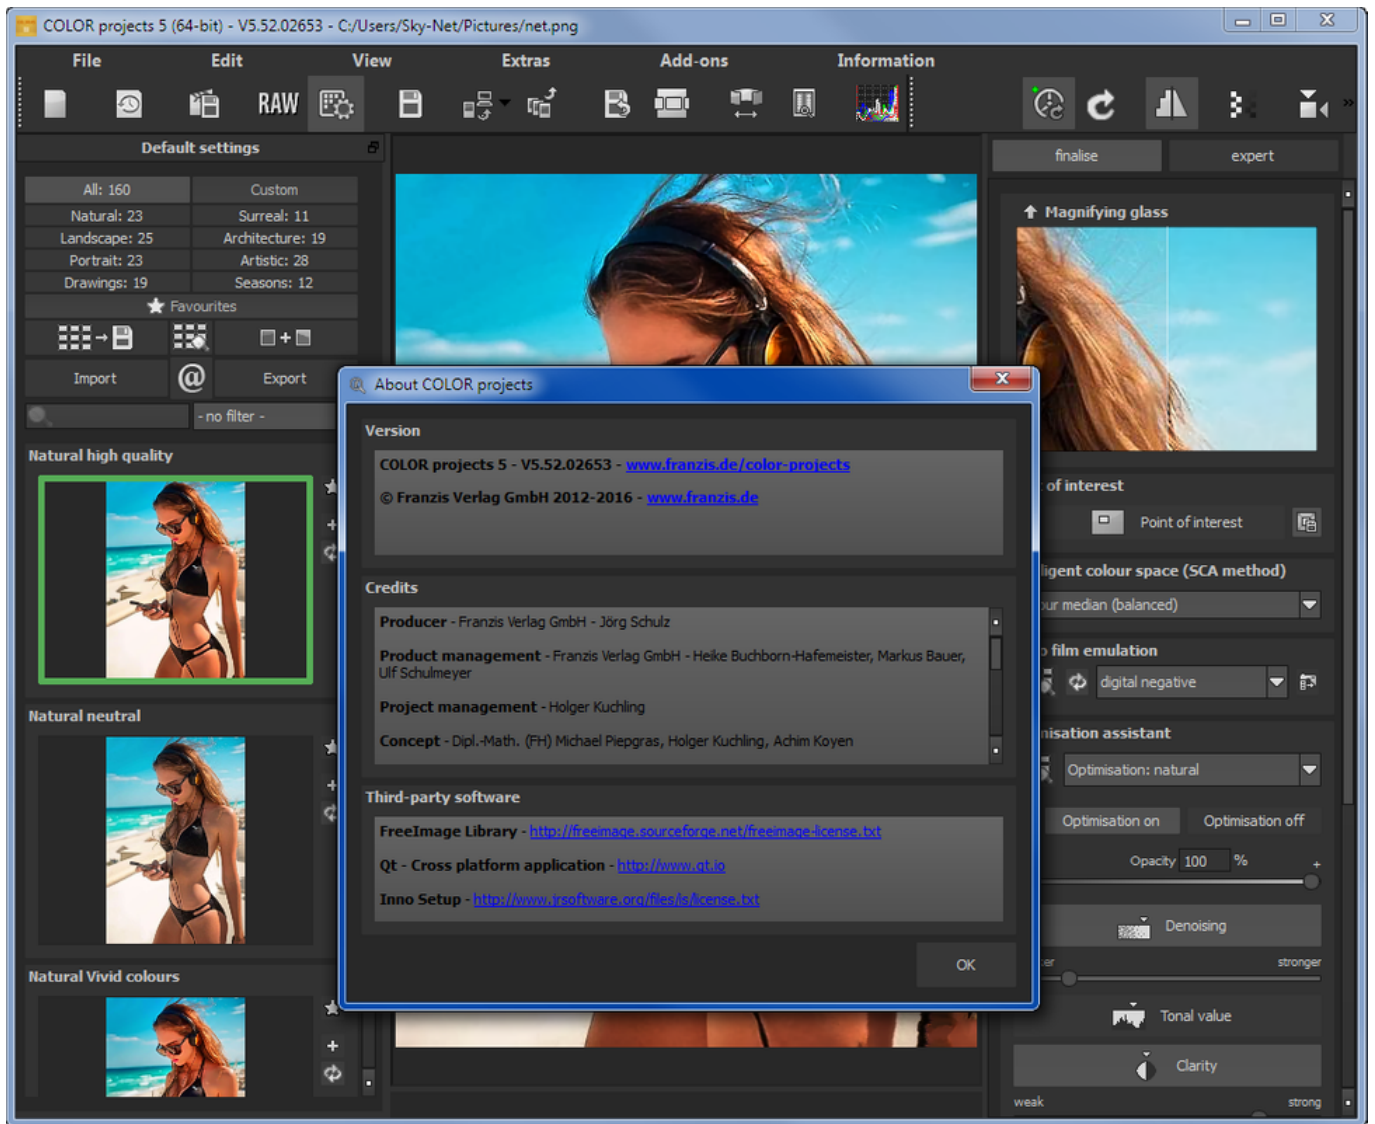 COLOR projects 5 (64-bit) - V5.52.02653 - C:/Users/Sky-Net/Pictures/net.png
File Edit View Extras Add-ons Information
RAW
Default settings
finalise expert
All: 160 Custom
Natural: 23 Surreal: 11
Landscape: 25 Architecture: 19
Portrait: 23 Artistic: 28
Drawings: 19 Seasons: 12
Favourites
Import @ Export
- no filter -
Natural high quality
Natural neutral
Natural Vivid colours
About COLOR projects
Version
COLOR projects 5 - V5.52.02653 - www.franzis.de/color-projects
© Franzis Verlag GmbH 2012-2016 - www.franzis.de
Credits
Producer - Franzis Verlag GmbH - Jörg Schulz
Product management - Franzis Verlag GmbH - Heike Buchborn-Hafemeister, Markus Bauer,
Ulf Schulmeyer
Project management - Holger Kuchling
Concept - Dipl.-Math. (FH) Michael Piepgras, Holger Kuchling, Achim Koyen
Third-party software
FreeImage Library - http://freeimage.sourceforge.net/freeimage-license.txt
Qt - Cross platform application - http://www.qt.io
Inno Setup - http://www.jrsoftware.org/files/is/license.txt
OK
Magnifying glass
of interest
Point of interest
ligent colour space (SCA method)
our median (balanced)
film emulation
digital negative
nisation assistant
Optimisation: natural
Optimisation on Optimisation off
Opacity 100 %
+
Denoising
stronger
Tonal value
Clarity
weak strong